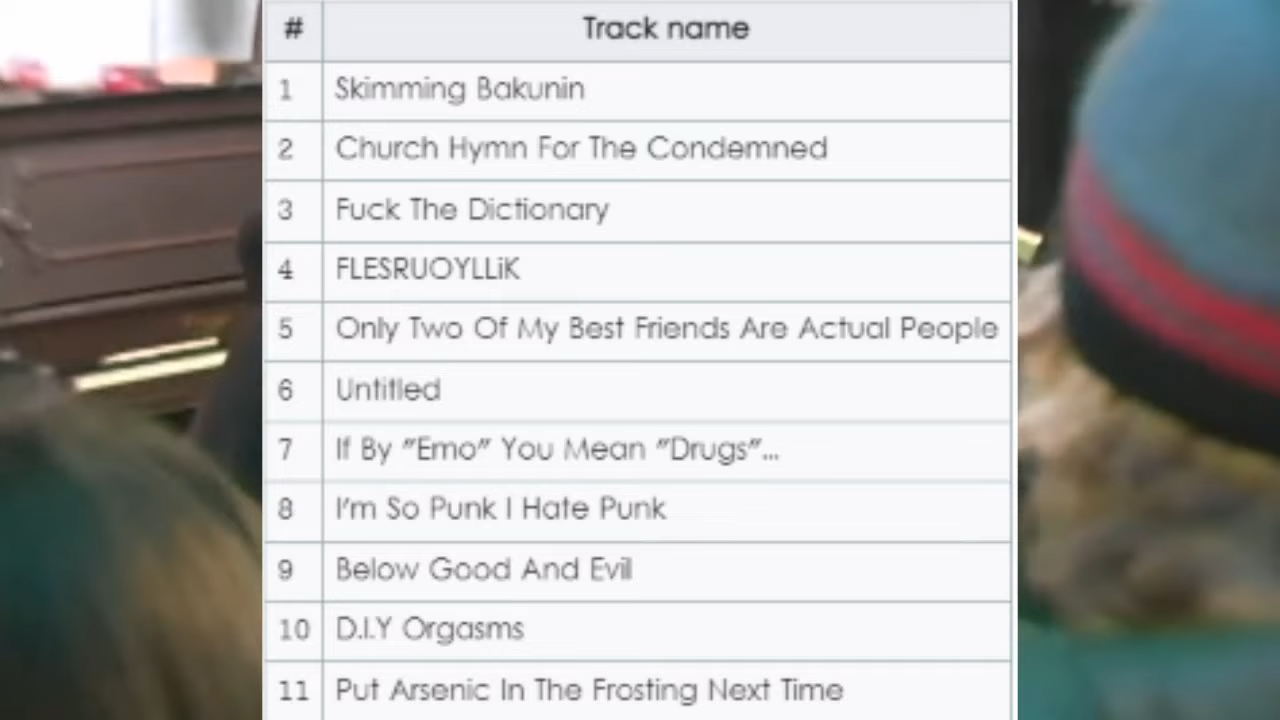 # Track name
1 Skimming Bakunin
2 Church Hymn For The Condemned
3 Fuck The Dictionary
4 FLESRUOYLLiK
5 Only Two Of My Best Friends Are Actual People
6 Untitled
7 If By "Emo" You Mean "Drugs"...
8 I'm So Punk I Hate Punk
9 Below Good And Evil
10 D.I.Y Orgasms
11 Put Arsenic In The Frosting Next Time